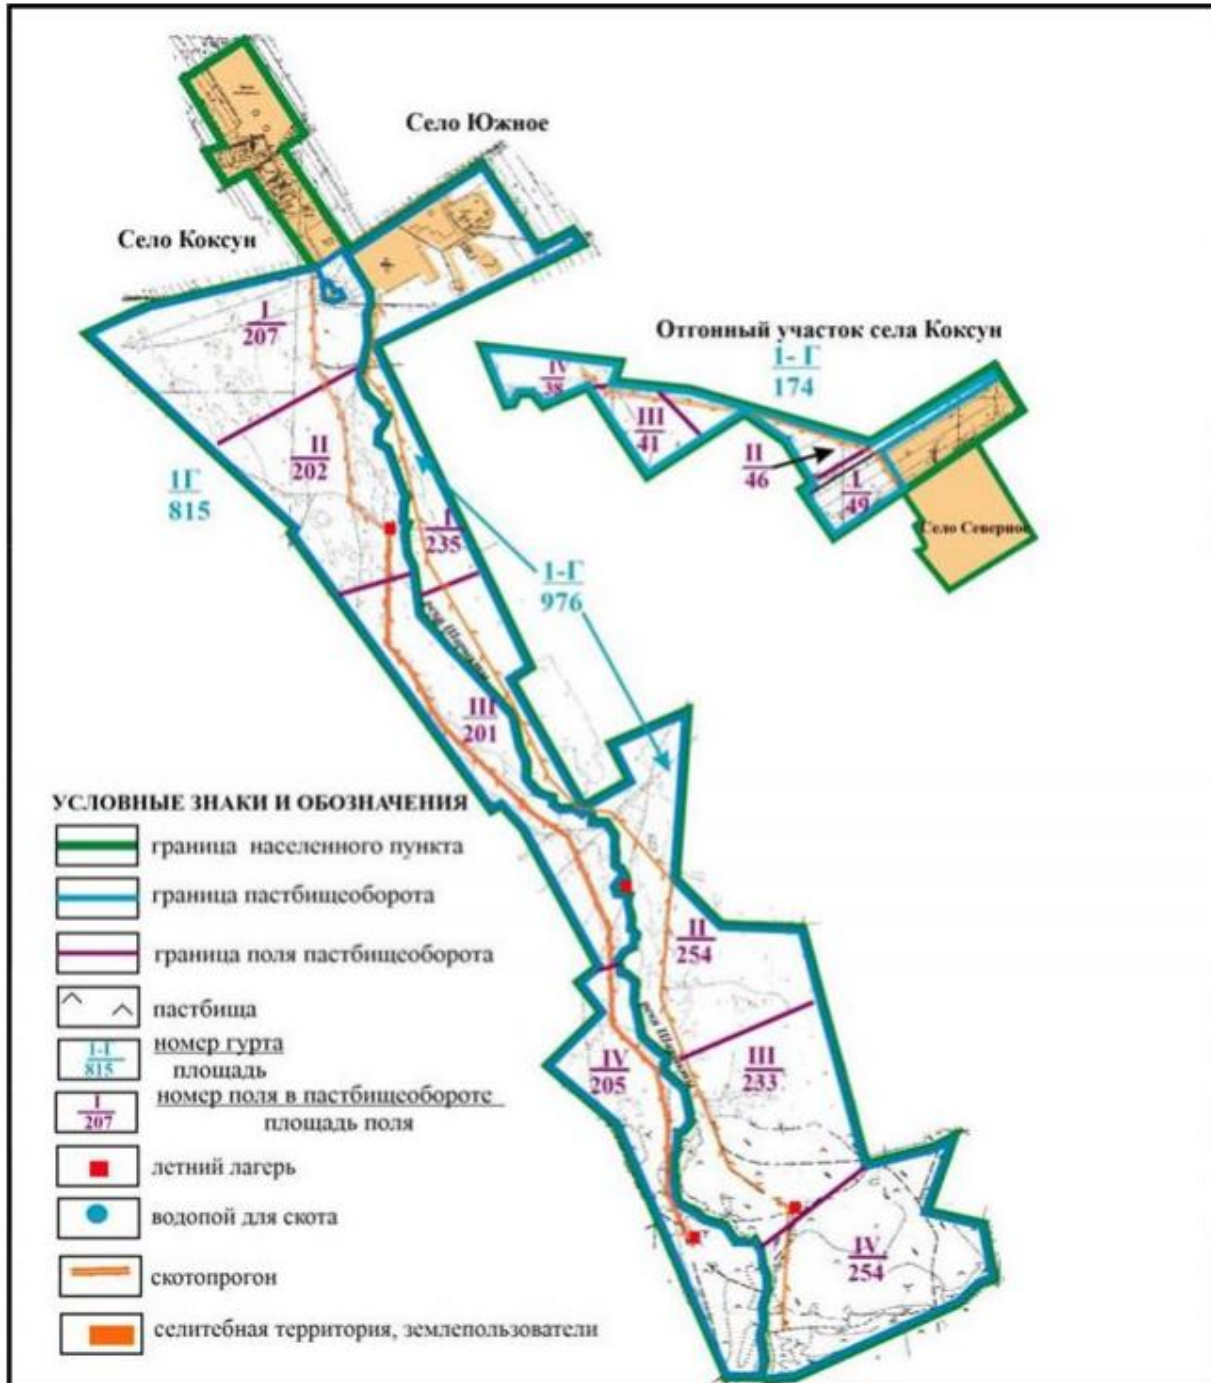 Село Южное
Село Коксун
I
207
Отгонный участок села Коксун
1- Г
174
IV
38
III
41
II
46
I
49
Село Северное
II
202
1Г
815
I
235
1-Г
976
река
III
201
II
254
река
III
233
IV
205
IV
254
УСЛОВНЫЕ ЗНАКИ И ОБОЗНАЧЕНИЯ
граница населенного пункта
граница пастбищеоборота
граница поля пастбищеоборота
пастбища
1-Г
815
номер гурта
площадь
I
207
номер поля в пастбищеобороте
площадь поля
летний лагерь
водопой для скота
скотопрогон
селитебная территория, землепользователи